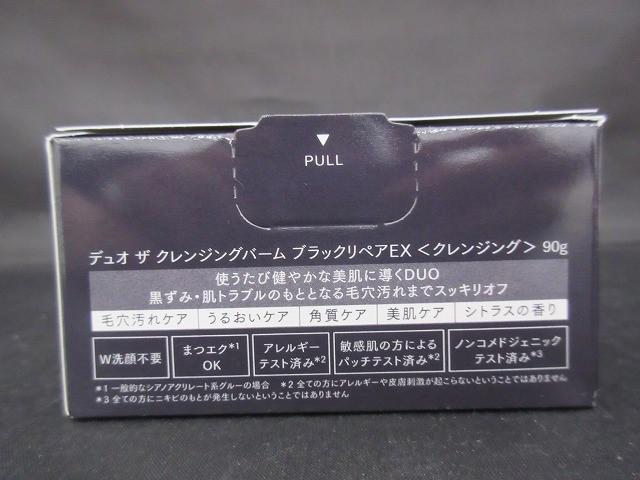 ▼
PULL
デュオ ザ クレンジングバーム ブラックリペアEX ＜クレンジング＞ 90g
使うたび健やかな美肌に導くDUO
黒ずみ・肌トラブルのもととなる毛穴汚れまでスッキリオフ
毛穴汚れケア うるおいケア 角質ケア 美肌ケア シトラスの香り
W洗顔不要 まつエク*1 OK アレルギーテスト済み*2 敏感肌の方によるパッチテスト済み*2 ノンコメドジェニックテスト済み*3
*1 一般的なシアノアクリレート系グルーの場合 *2 全ての方にアレルギーや皮膚刺激が起こらないということではありません
*3 全ての方にニキビのもとが発生しないということではありません